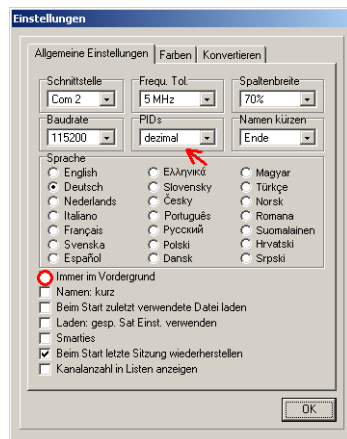 Einstellungen
Allgemeine Einstellungen Farben Konvertieren
Schnittstelle Frequ. Tol. Spaltenbreite
Com 2 5 MHz 70%
Baudrate PIDs Namen kürzen
115200 dezimal Ende
Sprache
English Ελληνικά Magyar
Deutsch Slovensky Türkçe
Nederlands Česky Norsk
Italiano Português Romana
Français Русский Suomalainen
Svenska Polski Hrvatski
Español Dansk Srpski
Immer im Vordergrund
Namen: kurz
Beim Start zuletzt verwendete Datei laden
Laden: gesp. Sat Einst. verwenden
Smarties
Beim Start letzte Sitzung wiederherstellen
Kanalanzahl in Listen anzeigen
OK